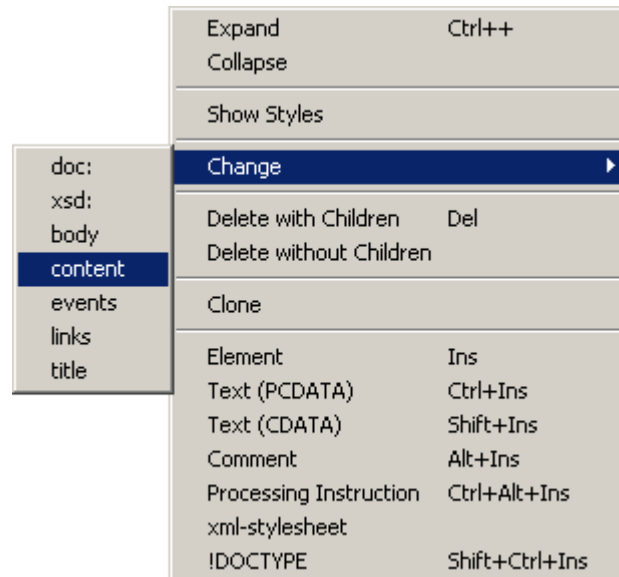 Expand Ctrl++
Collapse
Show Styles
Change
Delete with Children Del
Delete without Children
Clone
Element Ins
Text (PCDATA) Ctrl+Ins
Text (CDATA) Shift+Ins
Comment Alt+Ins
Processing Instruction Ctrl+Alt+Ins
xml-stylesheet
!DOCTYPE Shift+Ctrl+Ins
doc:
xsd:
body
content
events
links
title